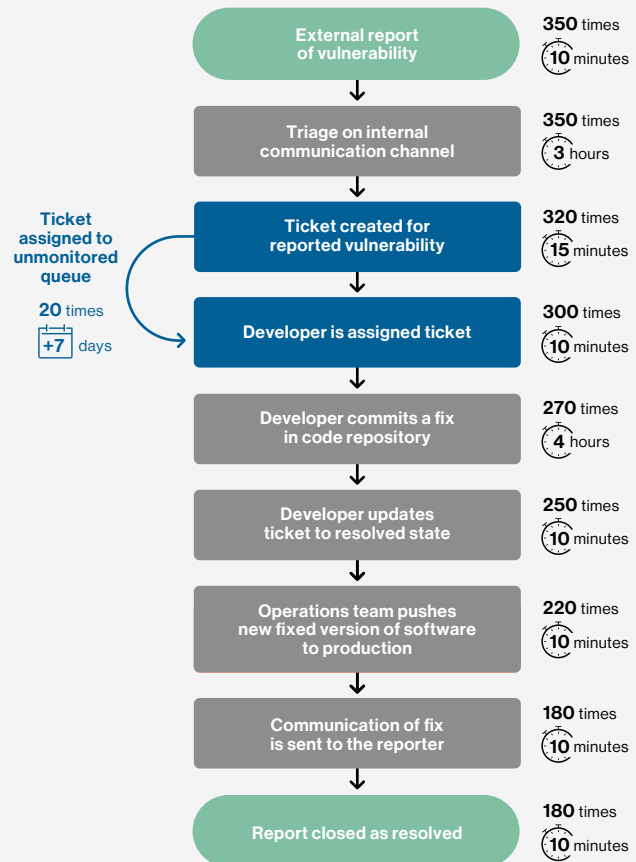 External report
of vulnerability
350 times
10 minutes
Triage on internal
communication channel
350 times
3 hours
Ticket created for
reported vulnerability
320 times
15 minutes
Ticket
assigned to
unmonitored
queue
20 times
+7 days
Developer is assigned ticket
300 times
10 minutes
Developer commits a fix
in code repository
270 times
4 hours
Developer updates
ticket to resolved state
250 times
10 minutes
Operations team pushes
new fixed version of software
to production
220 times
10 minutes
Communication of fix
is sent to the reporter
180 times
10 minutes
Report closed as resolved
180 times
10 minutes